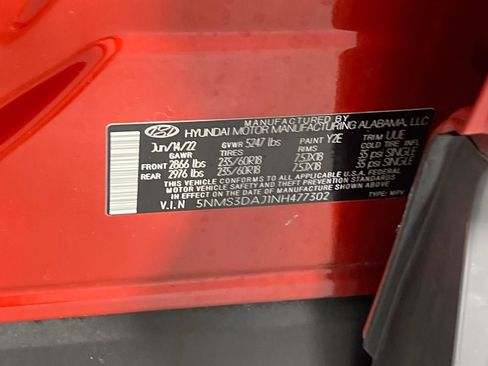 MANUFACTURED BY
HYUNDAI MOTOR MANUFACTURING ALABAMA, LLC
Jun/14/22 GVWR 5247 lbs PAINT Y2E TRIM UUE
GAWR TIRES RIMS COLD TIRE INFL
FRONT 2866 lbs 235/60R18 7.5JX18 35 psi SINGLE
REAR 2976 lbs 235/60R18 7.5JX18 35 psi SINGLE
THIS VEHICLE CONFORMS TO ALL APPLICABLE U.S.A. FEDERAL
MOTOR VEHICLE SAFETY STANDARDS IN
EFFECT ON THE DATE OF MANUFACTURE SHOWN ABOVE.
V.I.N 5NMS3DAJ1NH477302 TYPE: MPV